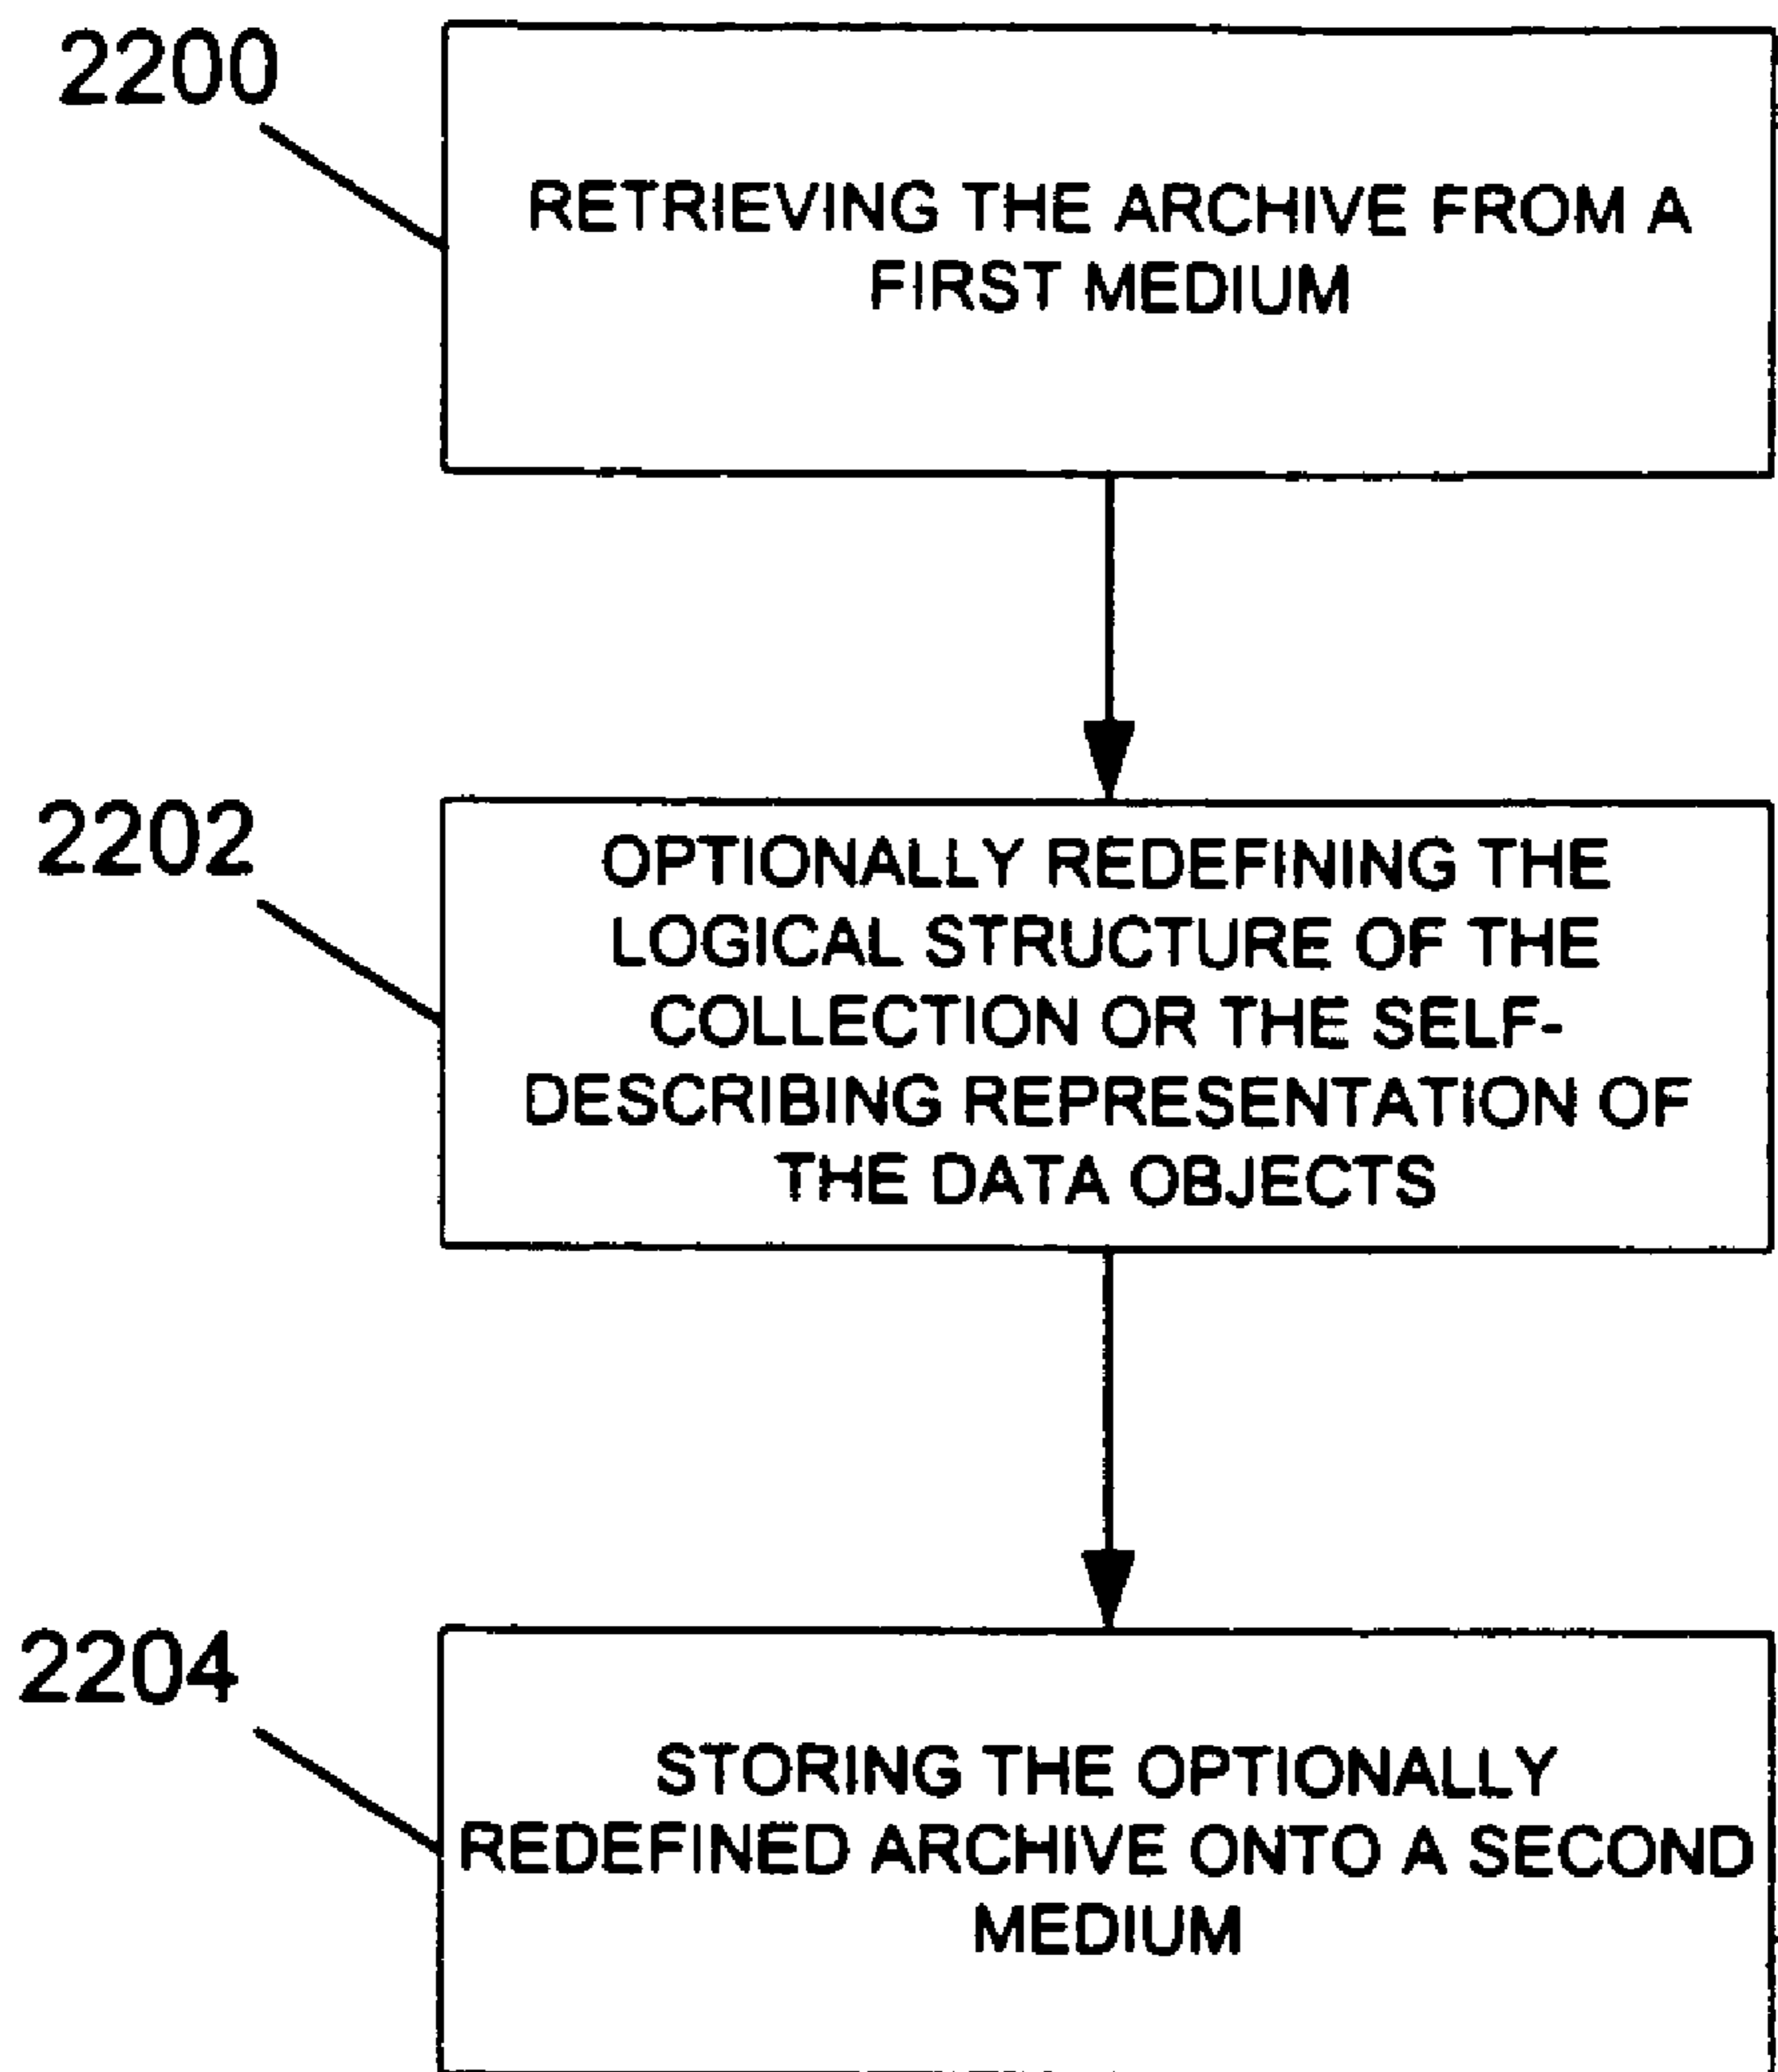 2200
RETRIEVING THE ARCHIVE FROM A
FIRST MEDIUM
2202
OPTIONALLY REDEFINING THE
LOGICAL STRUCTURE OF THE
COLLECTION OR THE SELF-
DESCRIBING REPRESENTATION OF
THE DATA OBJECTS
2204
STORING THE OPTIONALLY
REDEFINED ARCHIVE ONTO A SECOND
MEDIUM